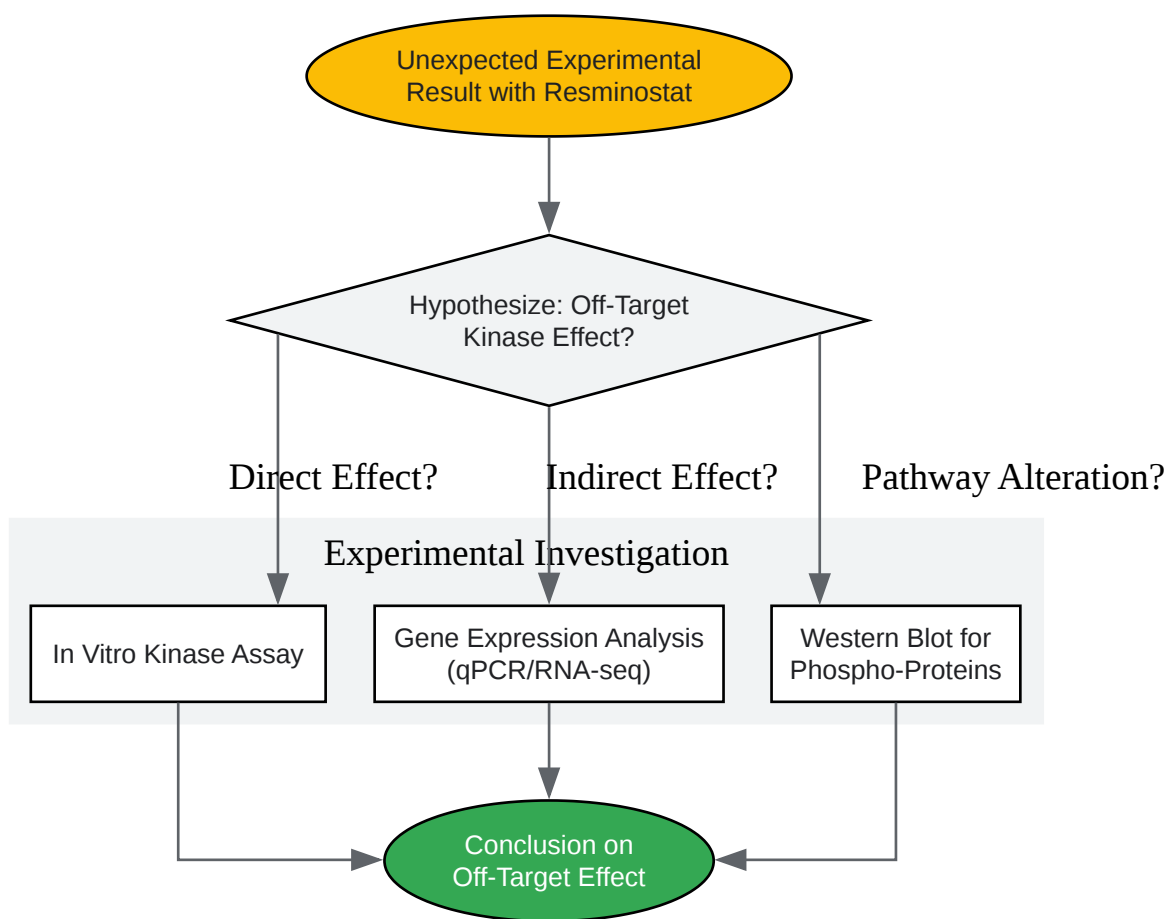 Unexpected Experimental
Result with Resminostat
Hypothesize: Off-Target
Kinase Effect?
Direct Effect?
Indirect Effect?
Pathway Alteration?
Experimental Investigation
In Vitro Kinase Assay
Gene Expression Analysis
(qPCR/RNA-seq)
Western Blot for
Phospho-Proteins
Conclusion on
Off-Target Effect